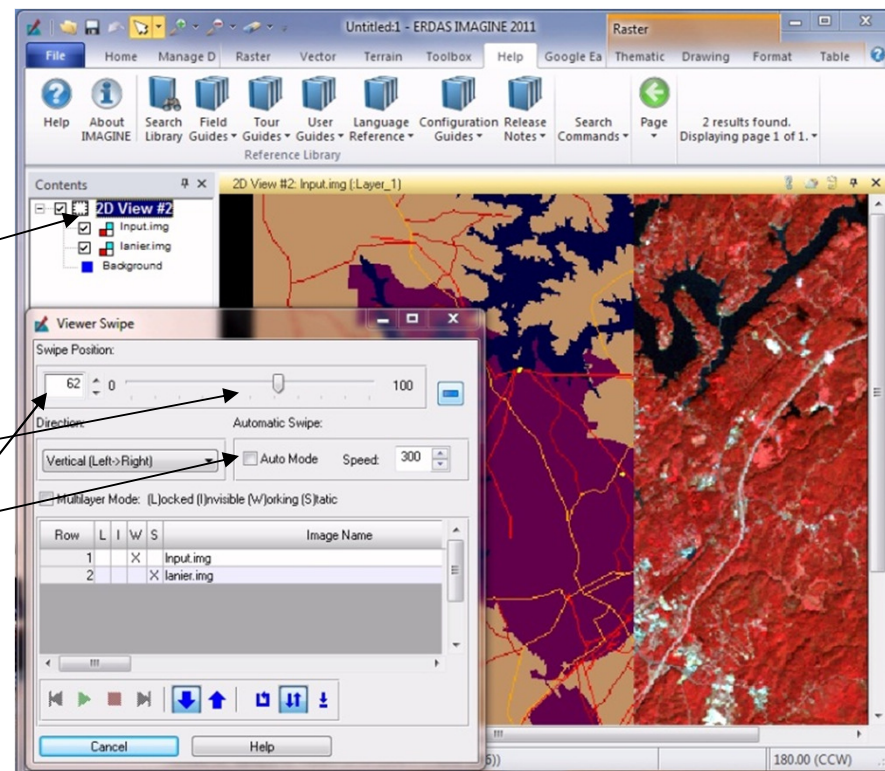 Untitled:1 - ERDAS IMAGINE 2011
Raster
File Home Manage D Raster Vector Terrain Toolbox Help Google Ea Thematic Drawing Format Table
Help About IMAGINE Search Library Field Guides Tour Guides User Guides Language Reference Configuration Guides Release Notes Search Commands Page 2 results found. Displaying page 1 of 1.
Reference Library
Contents
2D View #2: Input.img (:Layer_1)
2D View #2
Input.img
lanier.img
Background
Viewer Swipe
Swipe Position:
62 0 100
Direction: Automatic Swipe:
Vertical (Left->Right) Auto Mode Speed: 300
Multilayer Mode: (L)ocked (I)nvisible (W)orking (S)tatic
Row L I W S Image Name
1 X Input.img
2 X lanier.img
Cancel Help
5)) 180.00 (CCW)